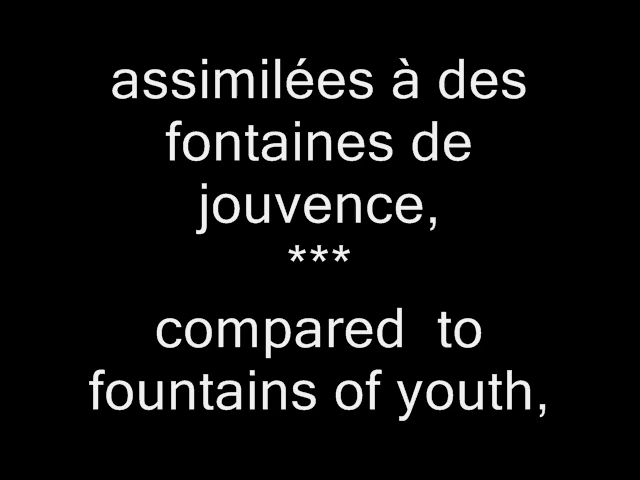 assimilées à des
fontaines de
jouvence,
***
compared  to
fountains of youth,